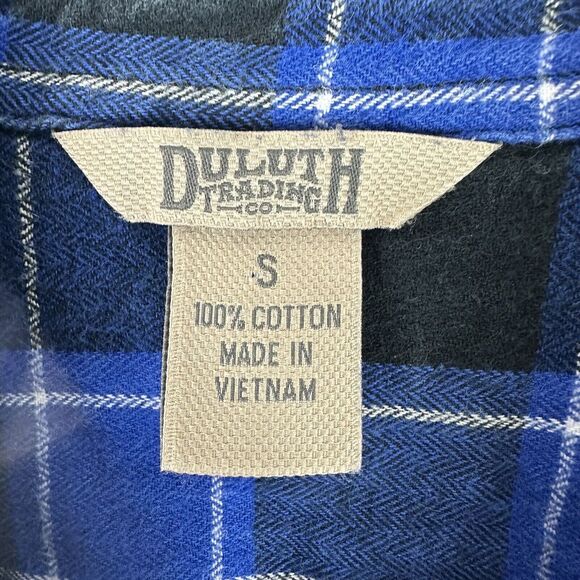 DULUTH
TRADING
CO
S
100% COTTON
MADE IN
VIETNAM